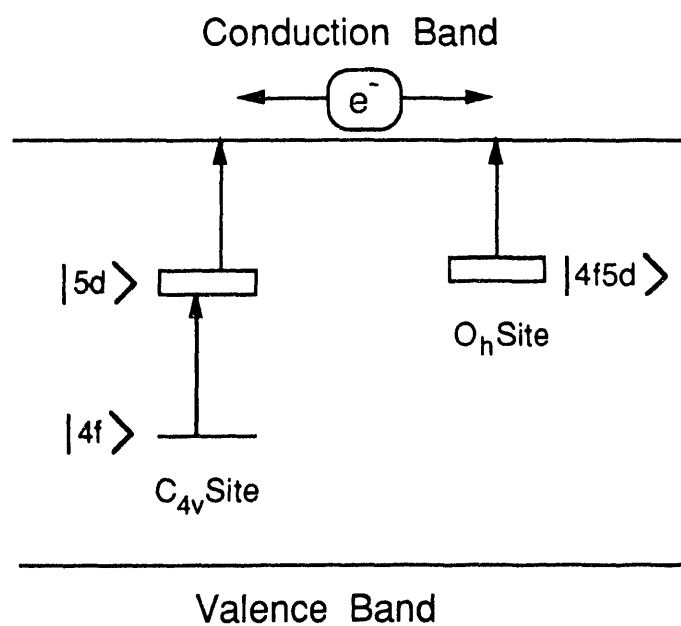 Conduction Band
e⁻
|5d>
|4f5d>
OₕSite
|4f>
C₄ᵥSite
Valence Band